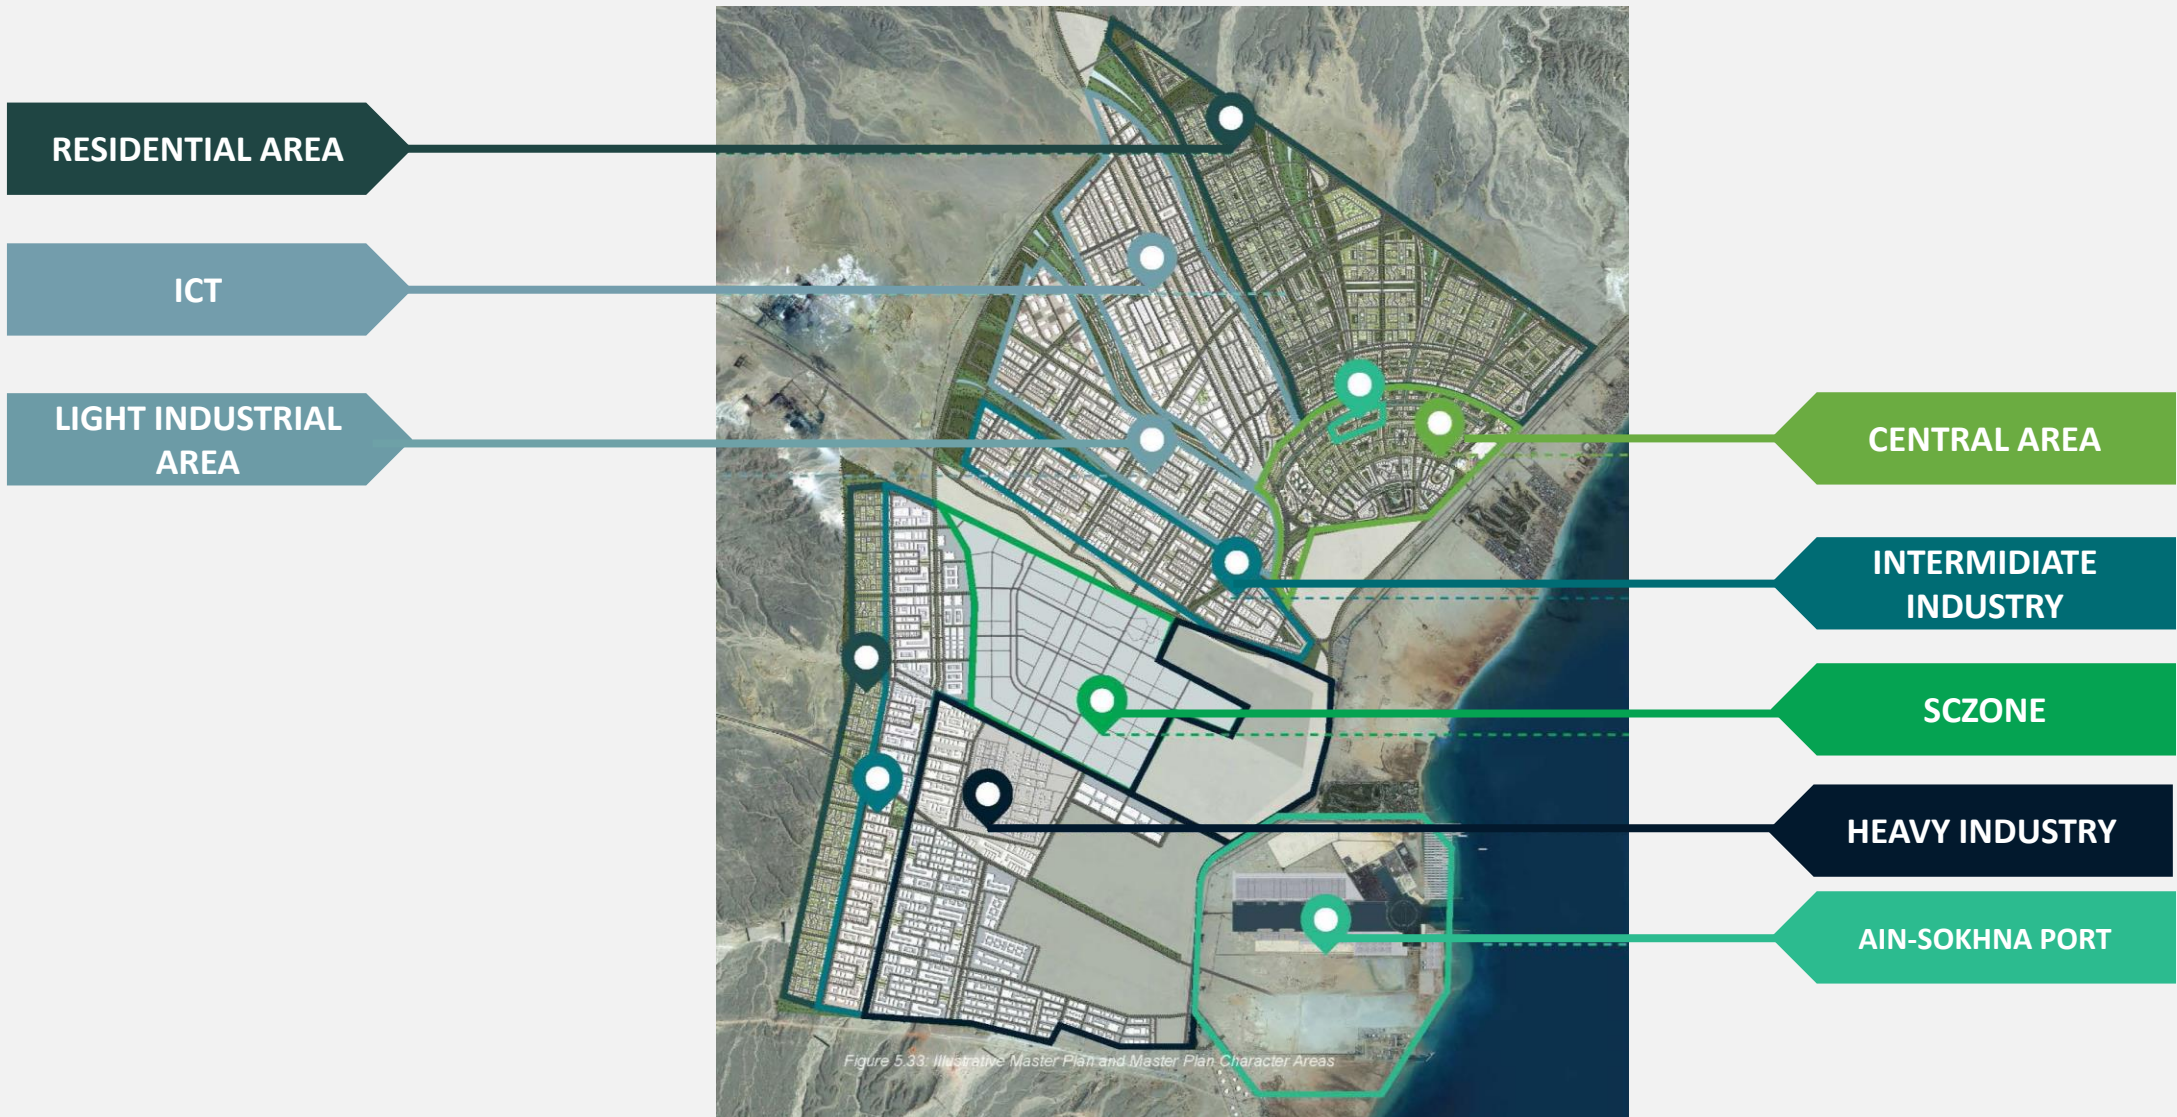 RESIDENTIAL AREA
ICT
LIGHT INDUSTRIAL
AREA
CENTRAL AREA
INTERMIDIATE
INDUSTRY
SCZONE
HEAVY INDUSTRY
AIN-SOKHNA PORT
Figure 5.33: Illustrative Master Plan and Master Plan Character Areas